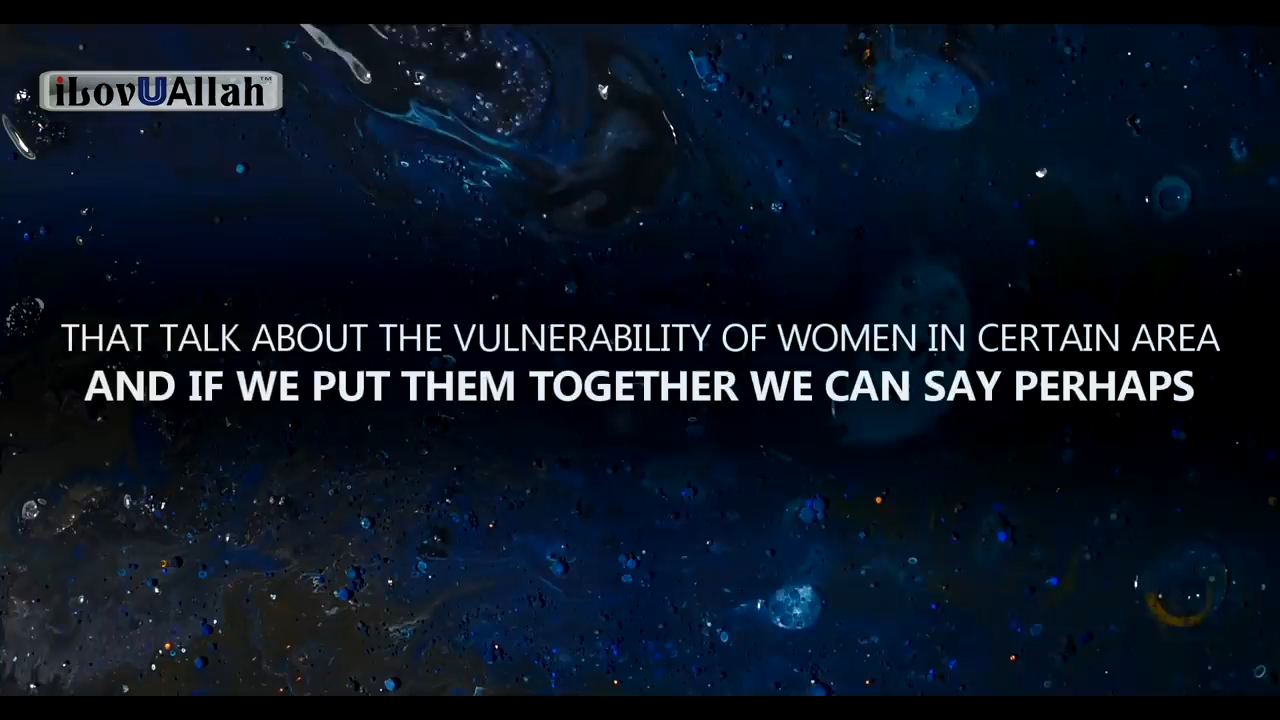 iLovUAllah™
THAT TALK ABOUT THE VULNERABILITY OF WOMEN IN CERTAIN AREA
AND IF WE PUT THEM TOGETHER WE CAN SAY PERHAPS